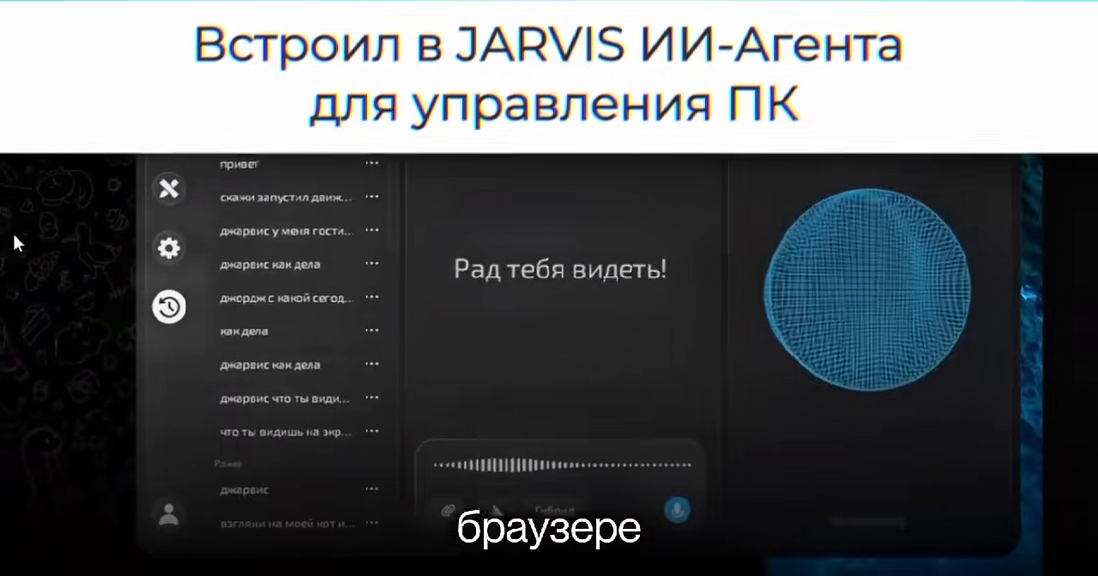 Встроил в JARVIS ИИ-Агента
для управления ПК
привет
скажи запустил движ...
джарвис у меня гости...
джарвис как дела
джордж с какой сегод...
как дела
джарвис как дела
джарвис что ты види...
что ты видишь на экр...
Ранее
джарвис
взгляни на мой кот и...
Рад тебя видеть!
Гибрид
браузере